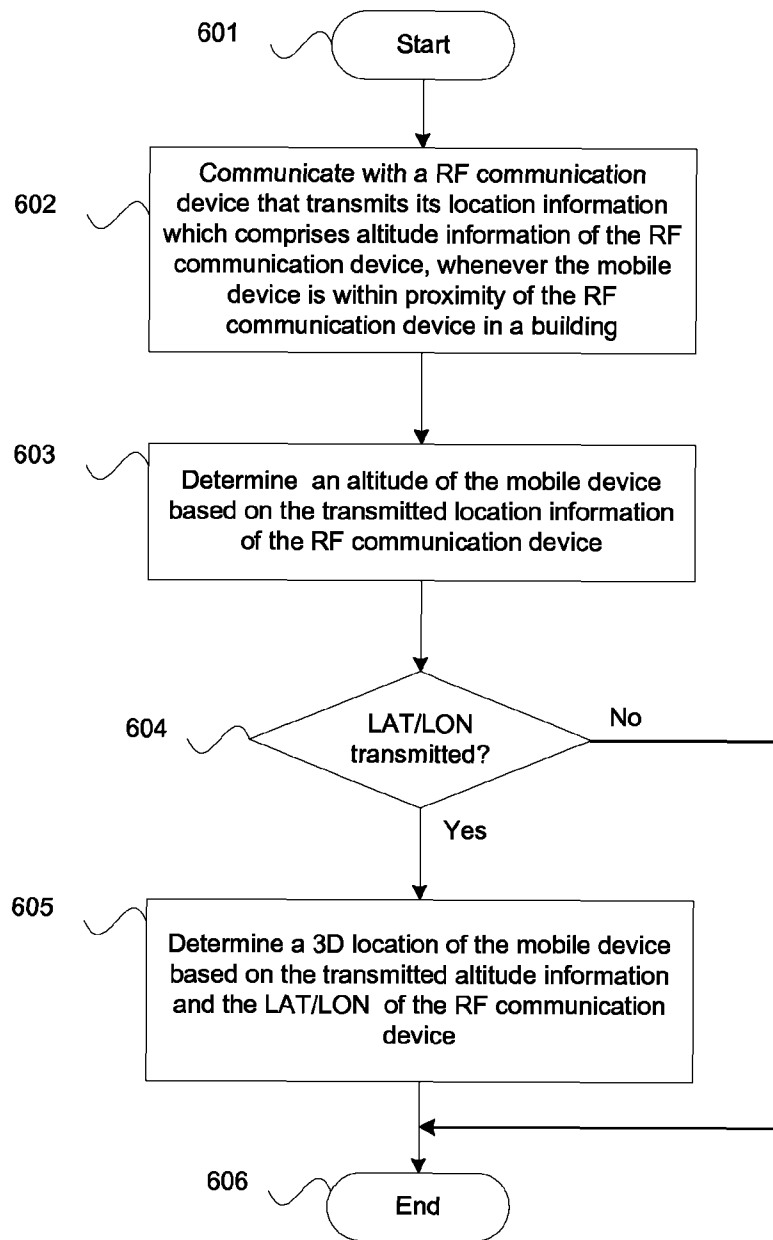 601
Start
602
Communicate with a RF communication
device that transmits its location information
which comprises altitude information of the RF
communication device, whenever the mobile
device is within proximity of the RF
communication device in a building
603
Determine an altitude of the mobile device
based on the transmitted location information
of the RF communication device
604
LAT/LON
transmitted?
No
Yes
605
Determine a 3D location of the mobile device
based on the transmitted altitude information
and the LAT/LON of the RF communication
device
606
End